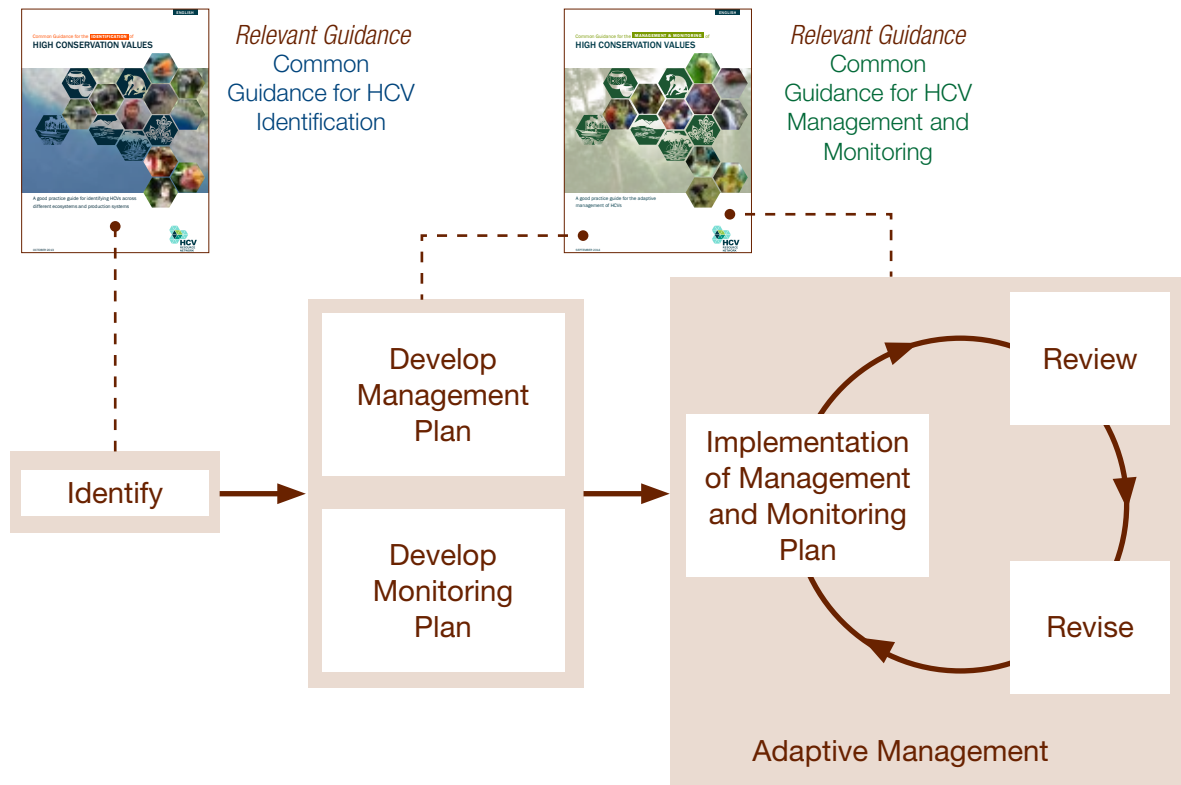 ENGLISH
Common Guidance for the IDENTIFICATION of
HIGH CONSERVATION VALUES
A good practice guide for identifying HCVs across
different ecosystems and production systems
HCV
RESOURCE
NETWORK
Relevant Guidance
Common
Guidance for HCV
Identification
ENGLISH
Common Guidance for the MANAGEMENT & MONITORING of
HIGH CONSERVATION VALUES
A good practice guide for the adaptive
management of HCVs
HCV
RESOURCE
NETWORK
Relevant Guidance
Common
Guidance for HCV
Management and
Monitoring
Identify
Develop
Management
Plan
Develop
Monitoring
Plan
Implementation
of Management
and Monitoring
Plan
Review
Revise
Adaptive Management